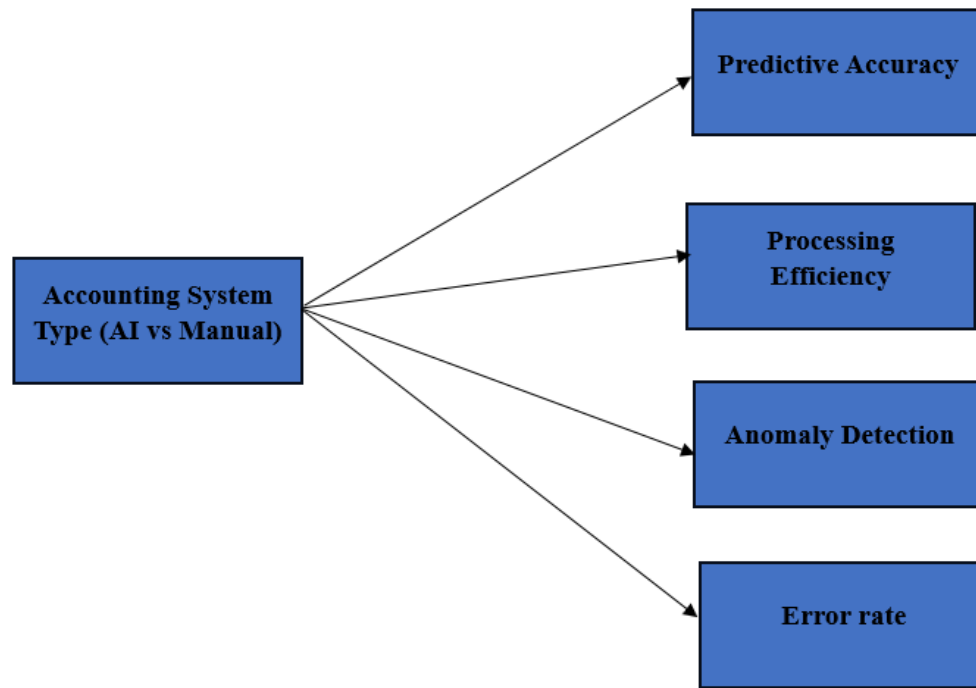 Accounting System
Type (AI vs Manual)
Predictive Accuracy
Processing
Efficiency
Anomaly Detection
Error rate